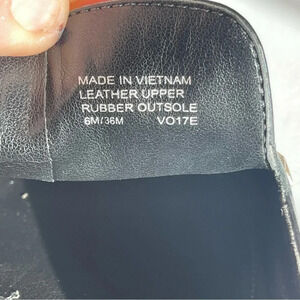 MADE IN VIETNAM
LEATHER UPPER
RUBBER OUTSOLE
6M/36M VO17E